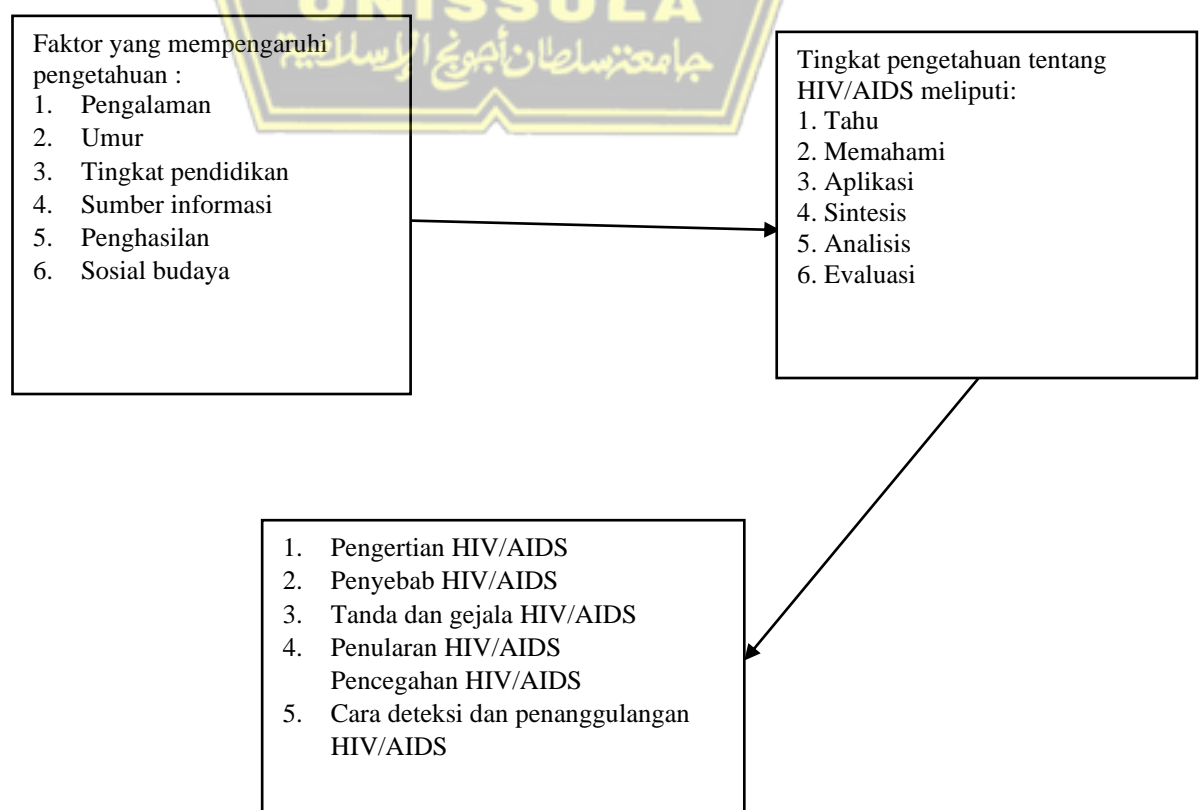 UNISSULA
جامعتنسلطان أجونج الإسلامية
Faktor yang mempengaruhi
pengetahuan :
1. Pengalaman
2. Umur
3. Tingkat pendidikan
4. Sumber informasi
5. Penghasilan
6. Sosial budaya
Tingkat pengetahuan tentang
HIV/AIDS meliputi:
1. Tahu
2. Memahami
3. Aplikasi
4. Sintesis
5. Analisis
6. Evaluasi
1. Pengertian HIV/AIDS
2. Penyebab HIV/AIDS
3. Tanda dan gejala HIV/AIDS
4. Penularan HIV/AIDS
Pencegahan HIV/AIDS
5. Cara deteksi dan penanggulangan
HIV/AIDS